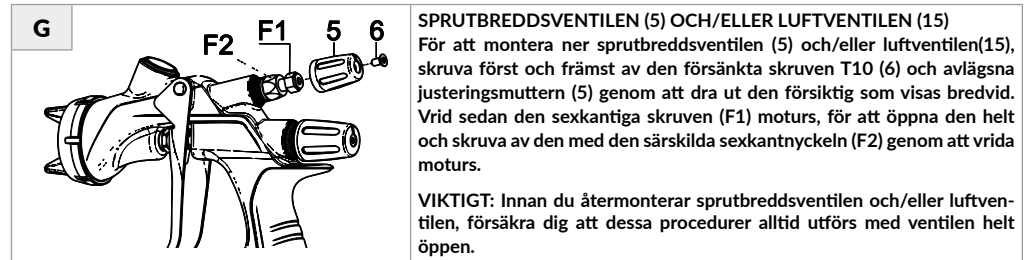 G
F2
F1
5
6
SPRUTBREDDSVENTILEN (5) OCH/ELLER LUFTVENTILEN (15)
För att montera ner sprutbreddsventilen (5) och/eller luftventilen(15),
skruva först och främst av den försänkta skruven T10 (6) och avlägsna
justeringsmuttern (5) genom att dra ut den försiktig som visas bredvid.
Vrid sedan den sexkantiga skruven (F1) moturs, för att öppna den helt
och skruva av den med den särskilda sexkantnyckeln (F2) genom att vrida
moturs.
VIKTIGT: Innan du återmonterar sprutbreddsventilen och/eller luftven-
tilen, försäkra dig att dessa procedurer alltid utförs med ventilen helt
öppen.